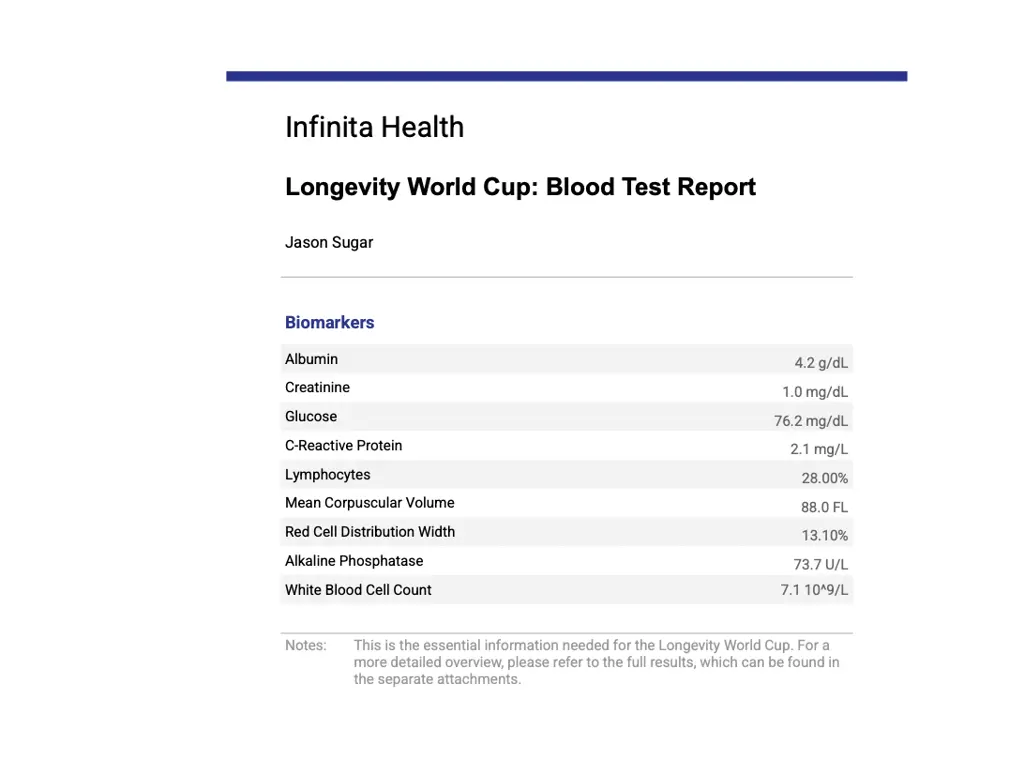 Infinita Health
Longevity World Cup: Blood Test Report
Jason Sugar
Biomarkers
Albumin 4.2 g/dL
Creatinine 1.0 mg/dL
Glucose 76.2 mg/dL
C-Reactive Protein 2.1 mg/L
Lymphocytes 28.00%
Mean Corpuscular Volume 88.0 FL
Red Cell Distribution Width 13.10%
Alkaline Phosphatase 73.7 U/L
White Blood Cell Count 7.1 10^9/L
Notes: This is the essential information needed for the Longevity World Cup. For a
more detailed overview, please refer to the full results, which can be found in
the separate attachments.